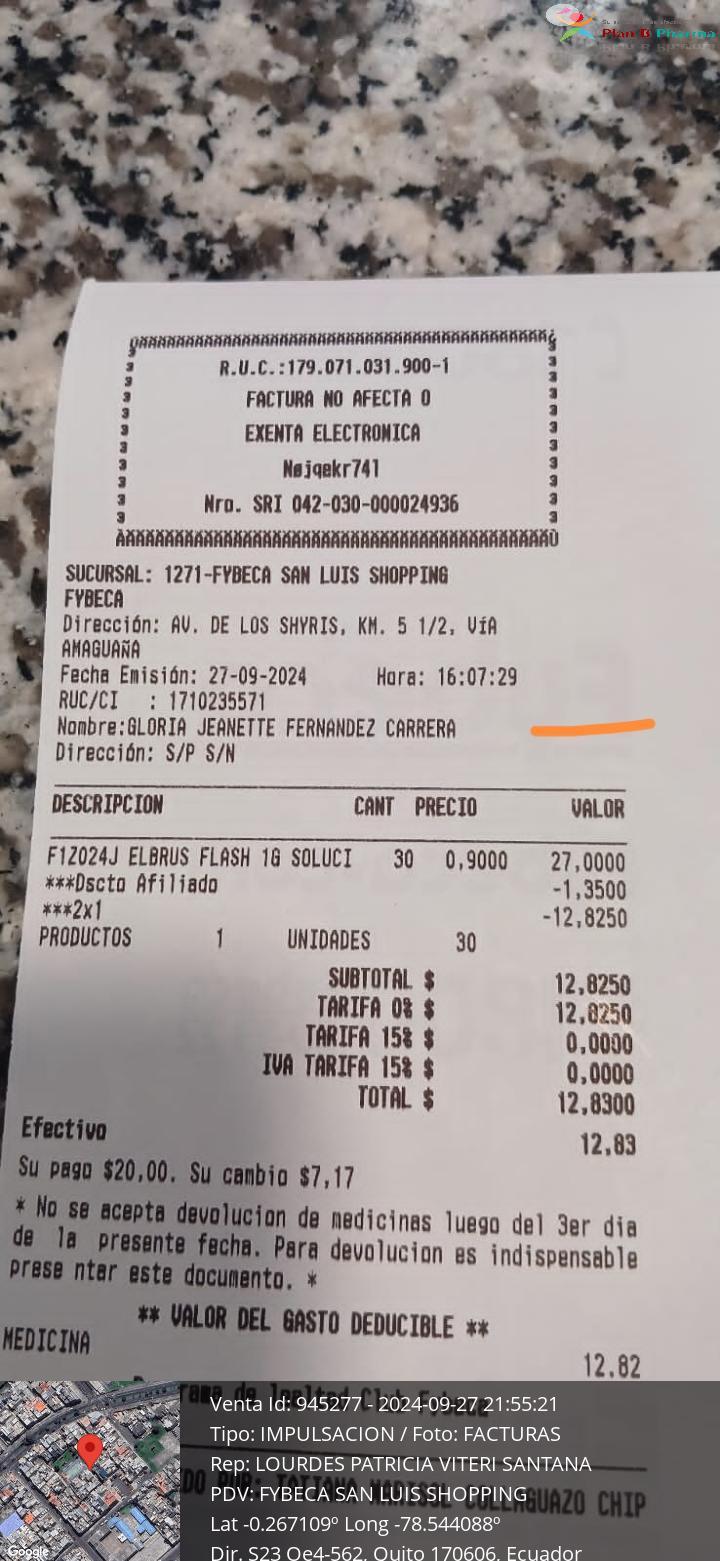 Plan B Pharma
R.U.C.:179.071.031.900-1
FACTURA NO AFECTA O
EXENTA ELECTRONICA
Nøjqekr741
Nro. SRI 042-030-000024936
SUCURSAL: 1271-FYBECA SAN LUIS SHOPPING
FYBECA
Dirección: AV. DE LOS SHYRIS, KM. 5 1/2, VíA
AMAGUAñA
Fecha Emisión: 27-09-2024 Hora: 16:07:29
RUC/CI : 1710235571
Nombre:GLORIA JEANETTE FERNANDEZ CARRERA
Dirección: S/P S/N
DESCRIPCION CANT PRECIO VALOR
F1Z024J ELBRUS FLASH 1G SOLUCI 30 0,9000 27,0000
***Dscto Afiliado -1,3500
***2x1 -12,8250
PRODUCTOS 1 UNIDADES 30
SUBTOTAL $ 12,8250
TARIFA 0% $ 12,8250
TARIFA 15% $ 0,0000
IVA TARIFA 15% $ 0,0000
TOTAL $ 12,8300
Efectivo 12,83
Su pago $20,00. Su cambio $7,17
* No se acepta devolucion de medicinas luego del 3er dia
de la presente fecha. Para devolucion es indispensable
prese ntar este documento. *
** VALOR DEL GASTO DEDUCIBLE **
MEDICINA 12.82
Venta Id: 945277 - 2024-09-27 21:55:21
Tipo: IMPULSACION / Foto: FACTURAS
Rep: LOURDES PATRICIA VITERI SANTANA
PDV: FYBECA SAN LUIS SHOPPING
CHIP
Lat -0.267109º Long -78.544088º
Dir. S23 Oe4-562, Quito 170606, Ecuador
Google